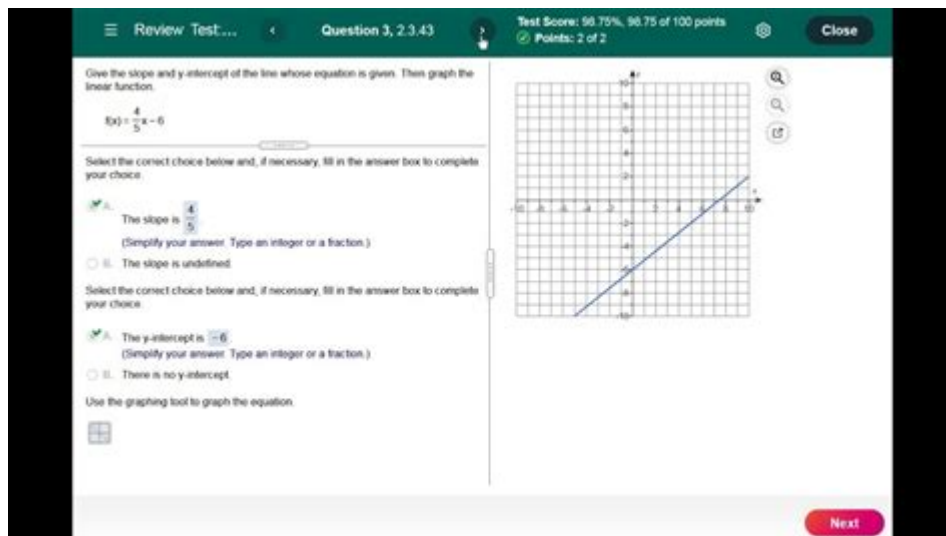 Review Test:...
Question 3, 2.3.43
Test Score: 98.75%, 98.75 of 100 points
Points: 2 of 2
Close
Give the slope and y-intercept of the line whose equation is given. Then graph the
linear function.
f(x) = 4/5 x − 6
Select the correct choice below and, if necessary, fill in the answer box to complete
your choice.
A.
The slope is 4/5.
(Simplify your answer. Type an integer or a fraction.)
B. The slope is undefined.
Select the correct choice below and, if necessary, fill in the answer box to complete
your choice.
A. The y-intercept is −6
(Simplify your answer. Type an integer or a fraction.)
B. There is no y-intercept.
Use the graphing tool to graph the equation.
Next